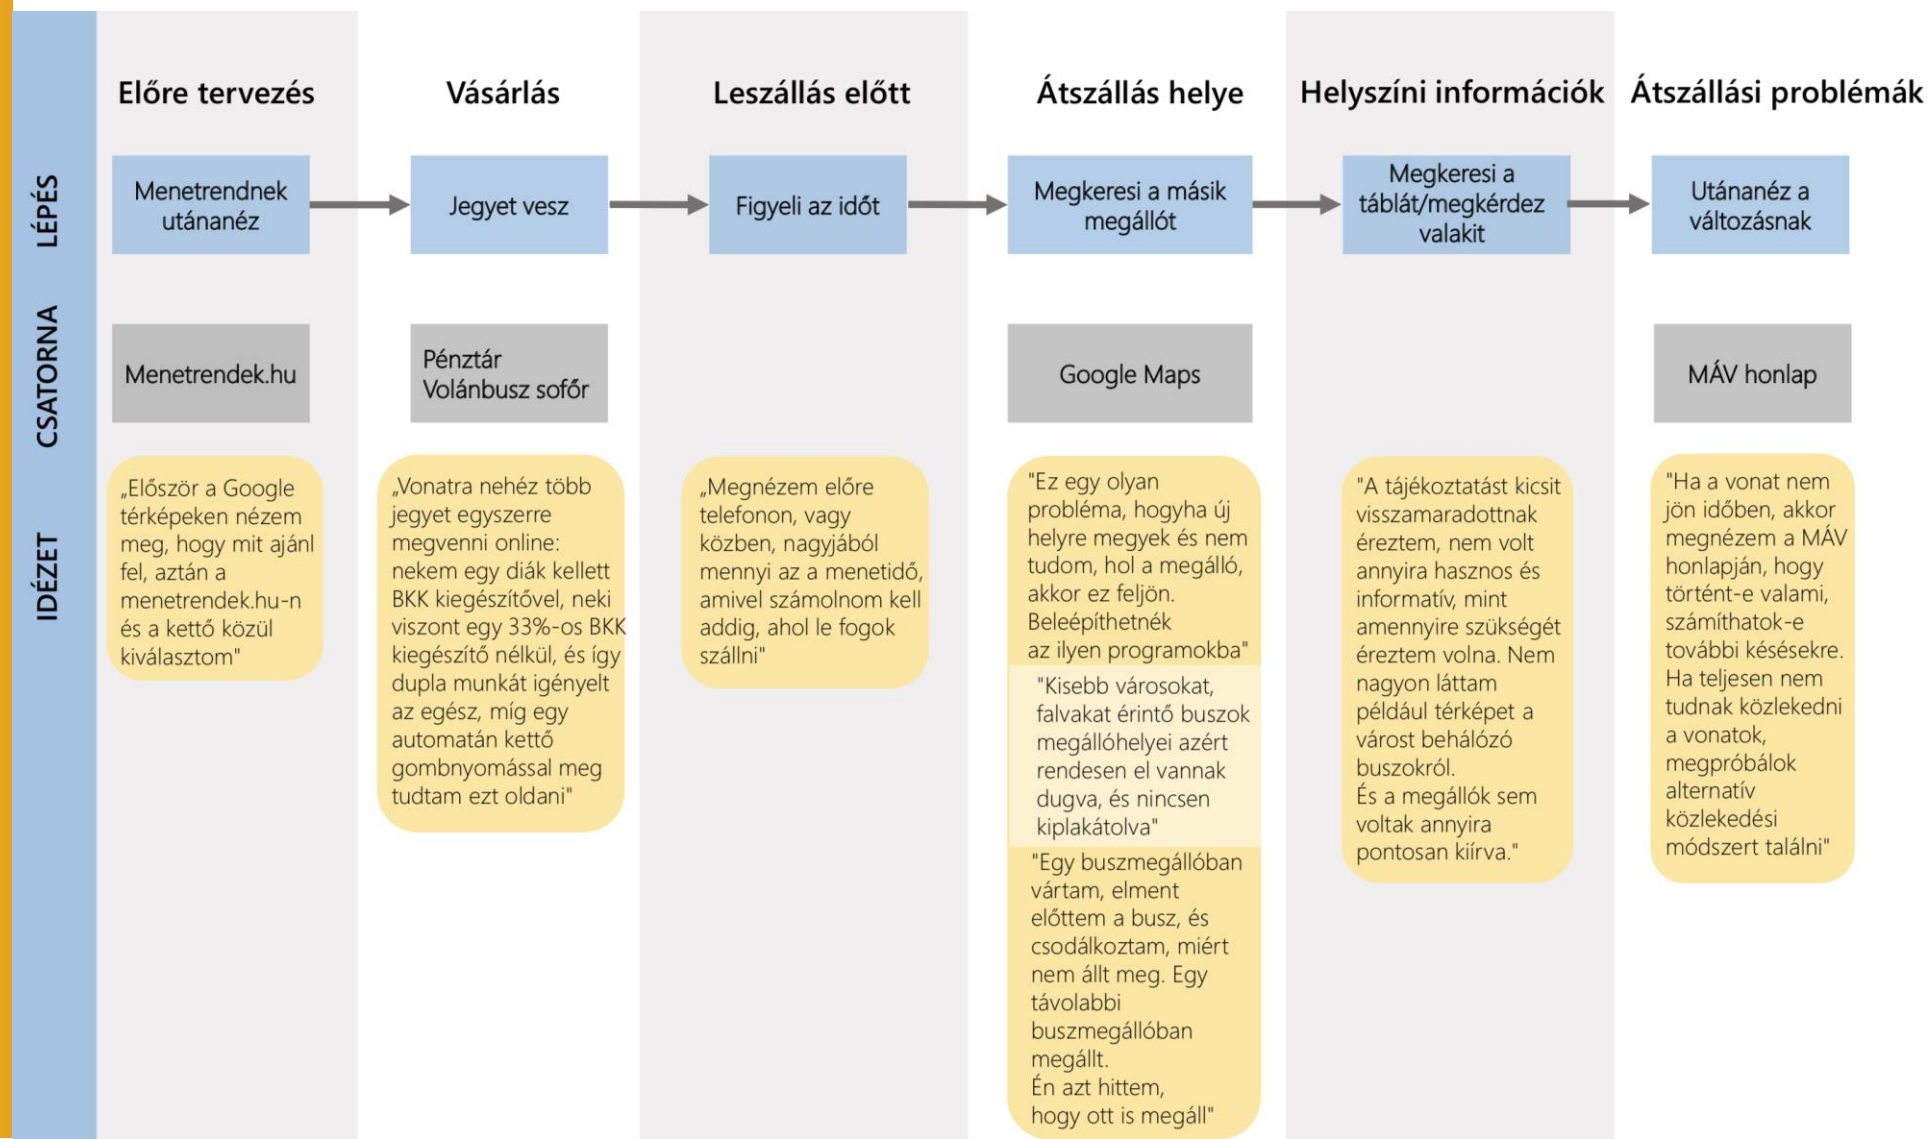 Előre tervezés
Vásárlás
Leszállás előtt
Átszállás helye
Helyszíni információk
Átszállási problémák
LÉPÉS
Menetrendnek
utánanéz
Jegyet vesz
Figyeli az időt
Megkeresi a másik
megállót
Megkeresi a
táblát/megkérdez
valakit
Utánanéz a
változásnak
CSATORNA
Menetrendek.hu
Pénztár
Volánbusz sofőr
Google Maps
MÁV honlap
IDÉZET
„Először a Google
térképeken nézem
meg, hogy mit ajánl
fel, aztán a
menetrendek.hu-n
és a kettő közül
kiválasztom"
„Vonatra nehéz több
jegyet egyszerre
megvenni online:
nekem egy diák kellett
BKK kiegészítővel, neki
viszont egy 33%-os BKK
kiegészítő nélkül, és így
dupla munkát igényelt
az egész, míg egy
automatán kettő
gombnyomással meg
tudtam ezt oldani"
„Megnézem előre
telefonon, vagy
közben, nagyjából
mennyi az a menetidő,
amivel számolnom kell
addig, ahol le fogok
szállni"
"Ez egy olyan
probléma, hogyha új
helyre megyek és nem
tudom, hol a megálló,
akkor ez feljön.
Beleépíthetnék
az ilyen programokba"
"Kisebb városokat,
falvakat érintő buszok
megállóhelyei azért
rendesen el vannak
dugva, és nincsen
kiplakátolva"
"Egy buszmegállóban
vártam, elment
előttem a busz, és
csodálkoztam, miért
nem állt meg. Egy
távolabbi
buszmegállóban
megállt.
Én azt hittem,
hogy ott is megáll"
"A tájékoztatást kicsit
visszamaradottnak
éreztem, nem volt
annyira hasznos és
informatív, mint
amennyire szükségét
éreztem volna. Nem
nagyon láttam
például térképet a
várost behálózó
buszokról.
És a megállók sem
voltak annyira
pontosan kiírva."
"Ha a vonat nem
jön időben, akkor
megnézem a MÁV
honlapján, hogy
történt-e valami,
számíthatok-e
további késésekre.
Ha teljesen nem
tudnak közlekedni
a vonatok,
megpróbálok
alternatív
közlekedési
módszert találni"